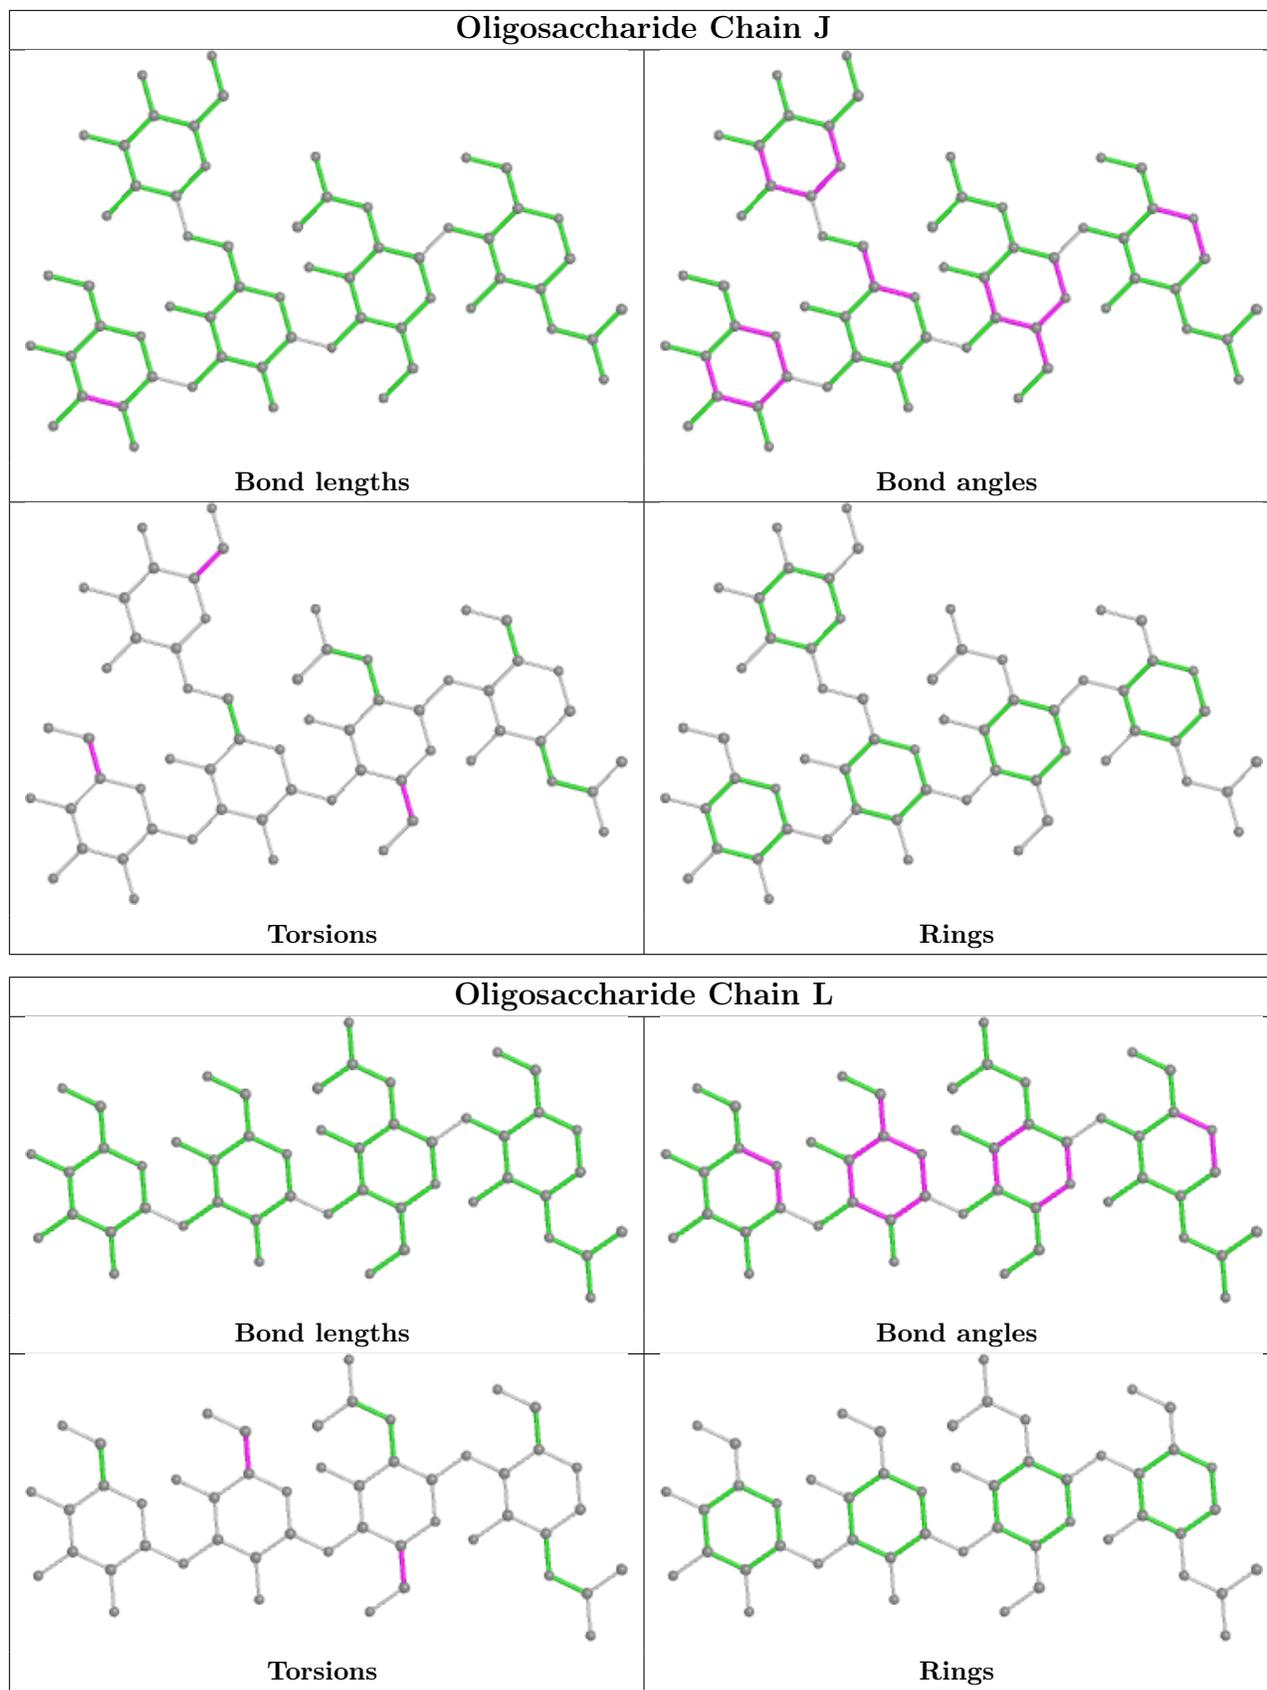 Oligosaccharide Chain J
Bond lengths
Bond angles
Torsions
Rings
Oligosaccharide Chain L
Bond lengths
Bond angles
Torsions
Rings